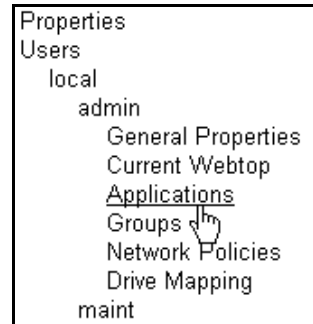 Properties
Users
local
admin
General Properties
Current Webtop
Applications
Groups
Network Policies
Drive Mapping
maint